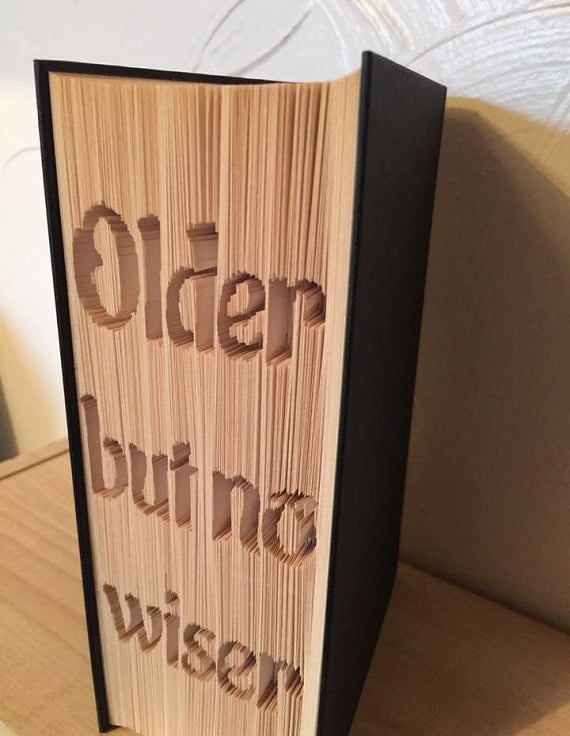 Older
but no
wiser